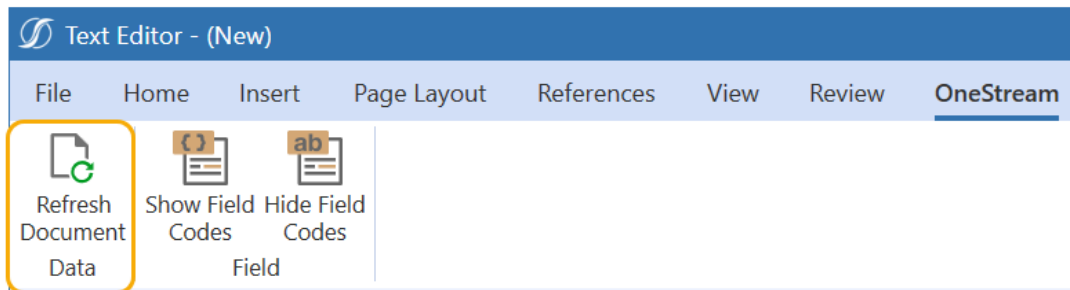 Text Editor - (New)
File Home Insert Page Layout References View Review OneStream
{ } ab
Refresh Show Field Hide Field
Document Codes Codes
Data Field